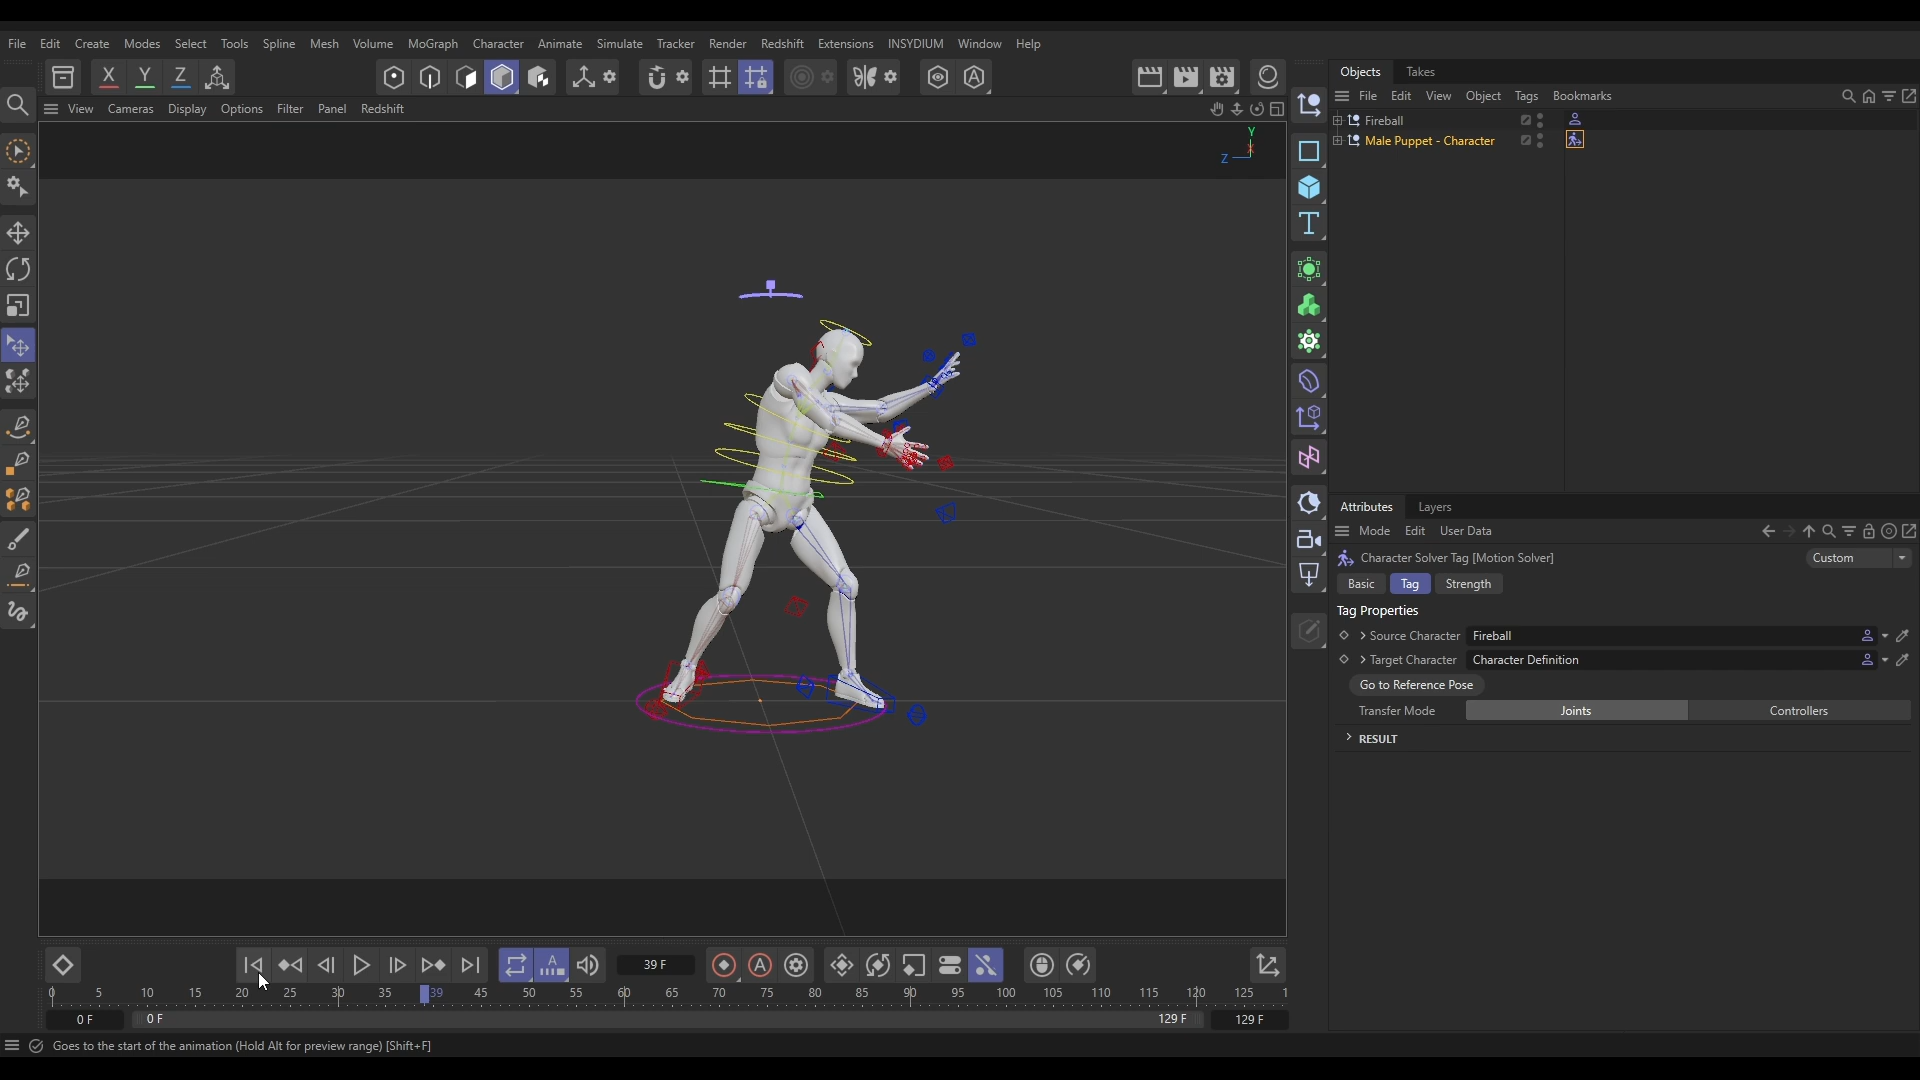 File Edit Create Modes Select Tools Spline Mesh Volume MoGraph Character Animate Simulate Tracker Render Redshift Extensions INSYDIUM Window Help
X Y Z
View Cameras Display Options Filter Panel Redshift
Y
X
Z
Objects Takes
File Edit View Object Tags Bookmarks
Fireball
Male Puppet - Character
Attributes Layers
Mode Edit User Data
Character Solver Tag [Motion Solver]
Custom
Basic Tag Strength
Tag Properties
Source Character Fireball
Target Character Character Definition
Go to Reference Pose
Transfer Mode Joints Controllers
RESULT
39 F
0 5 10 15 20 25 30 35 39 45 50 55 60 65 70 75 80 85 90 95 100 105 110 115 120 125 1
0 F 0 F 129 F 129 F
Goes to the start of the animation (Hold Alt for preview range) [Shift+F]